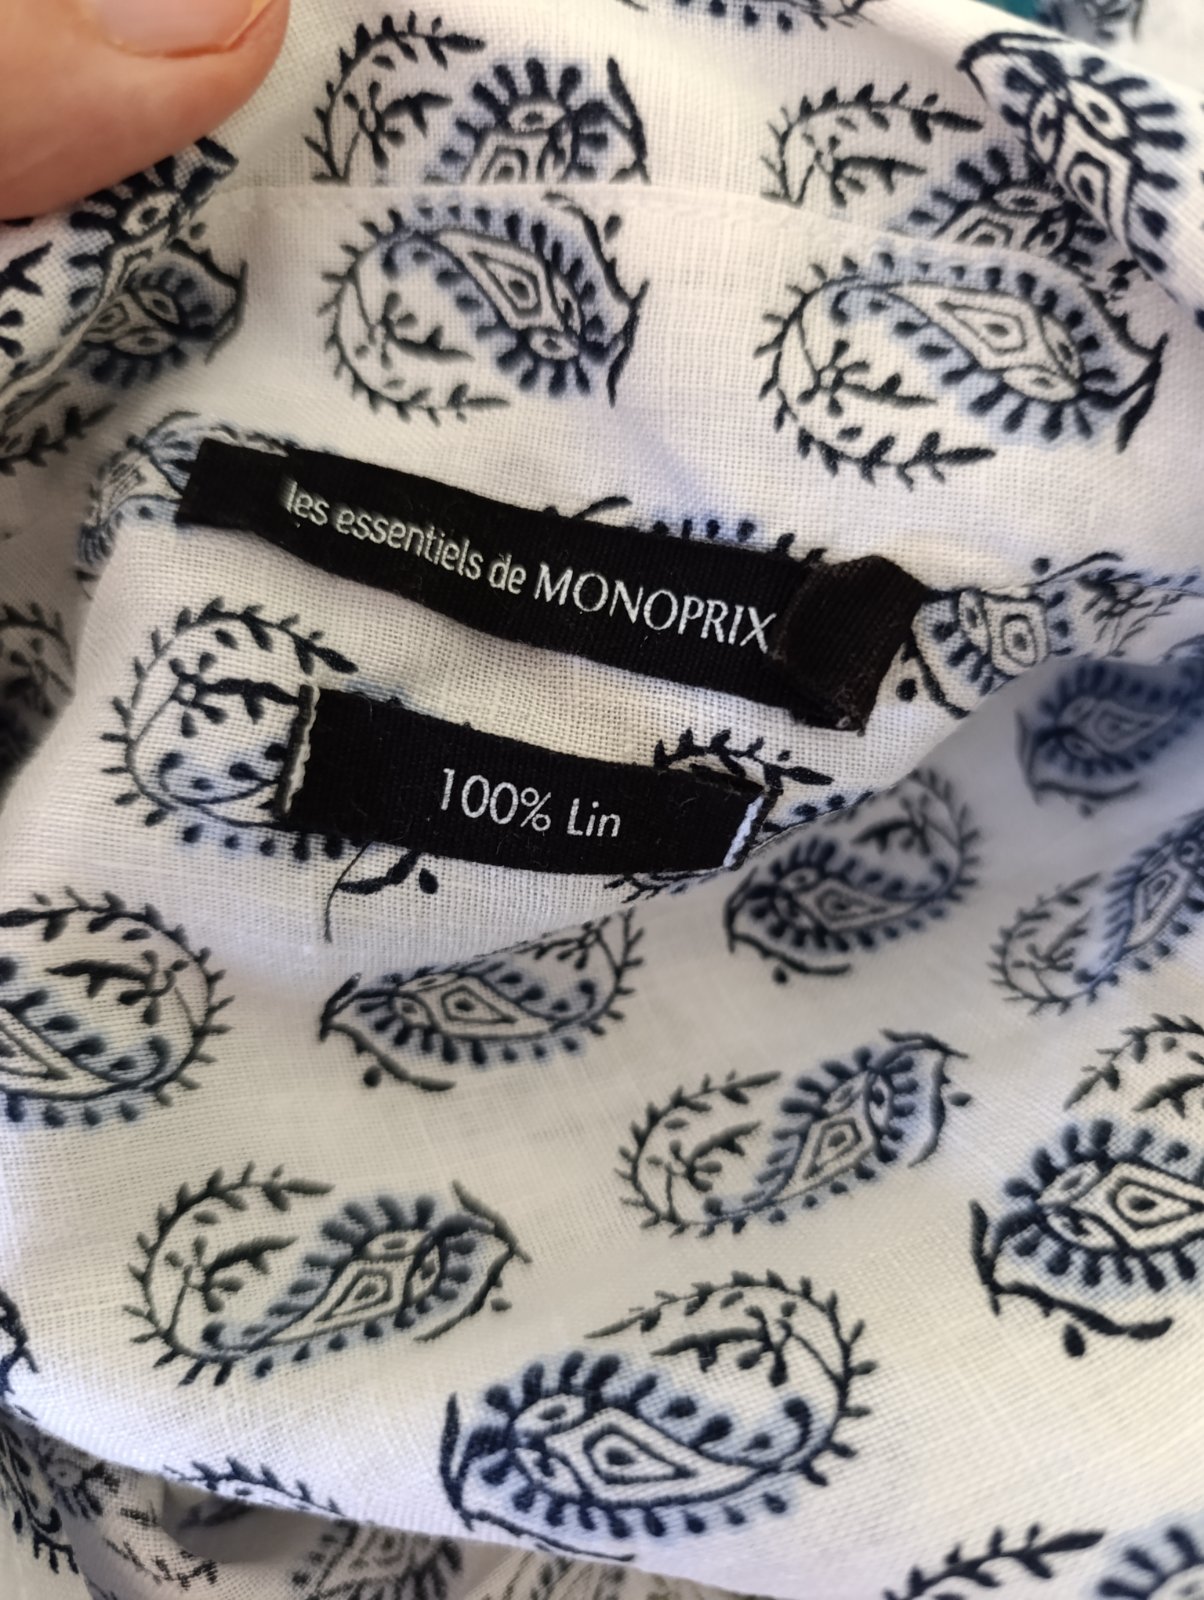 les essentiels de MONOPRIX
100% Lin